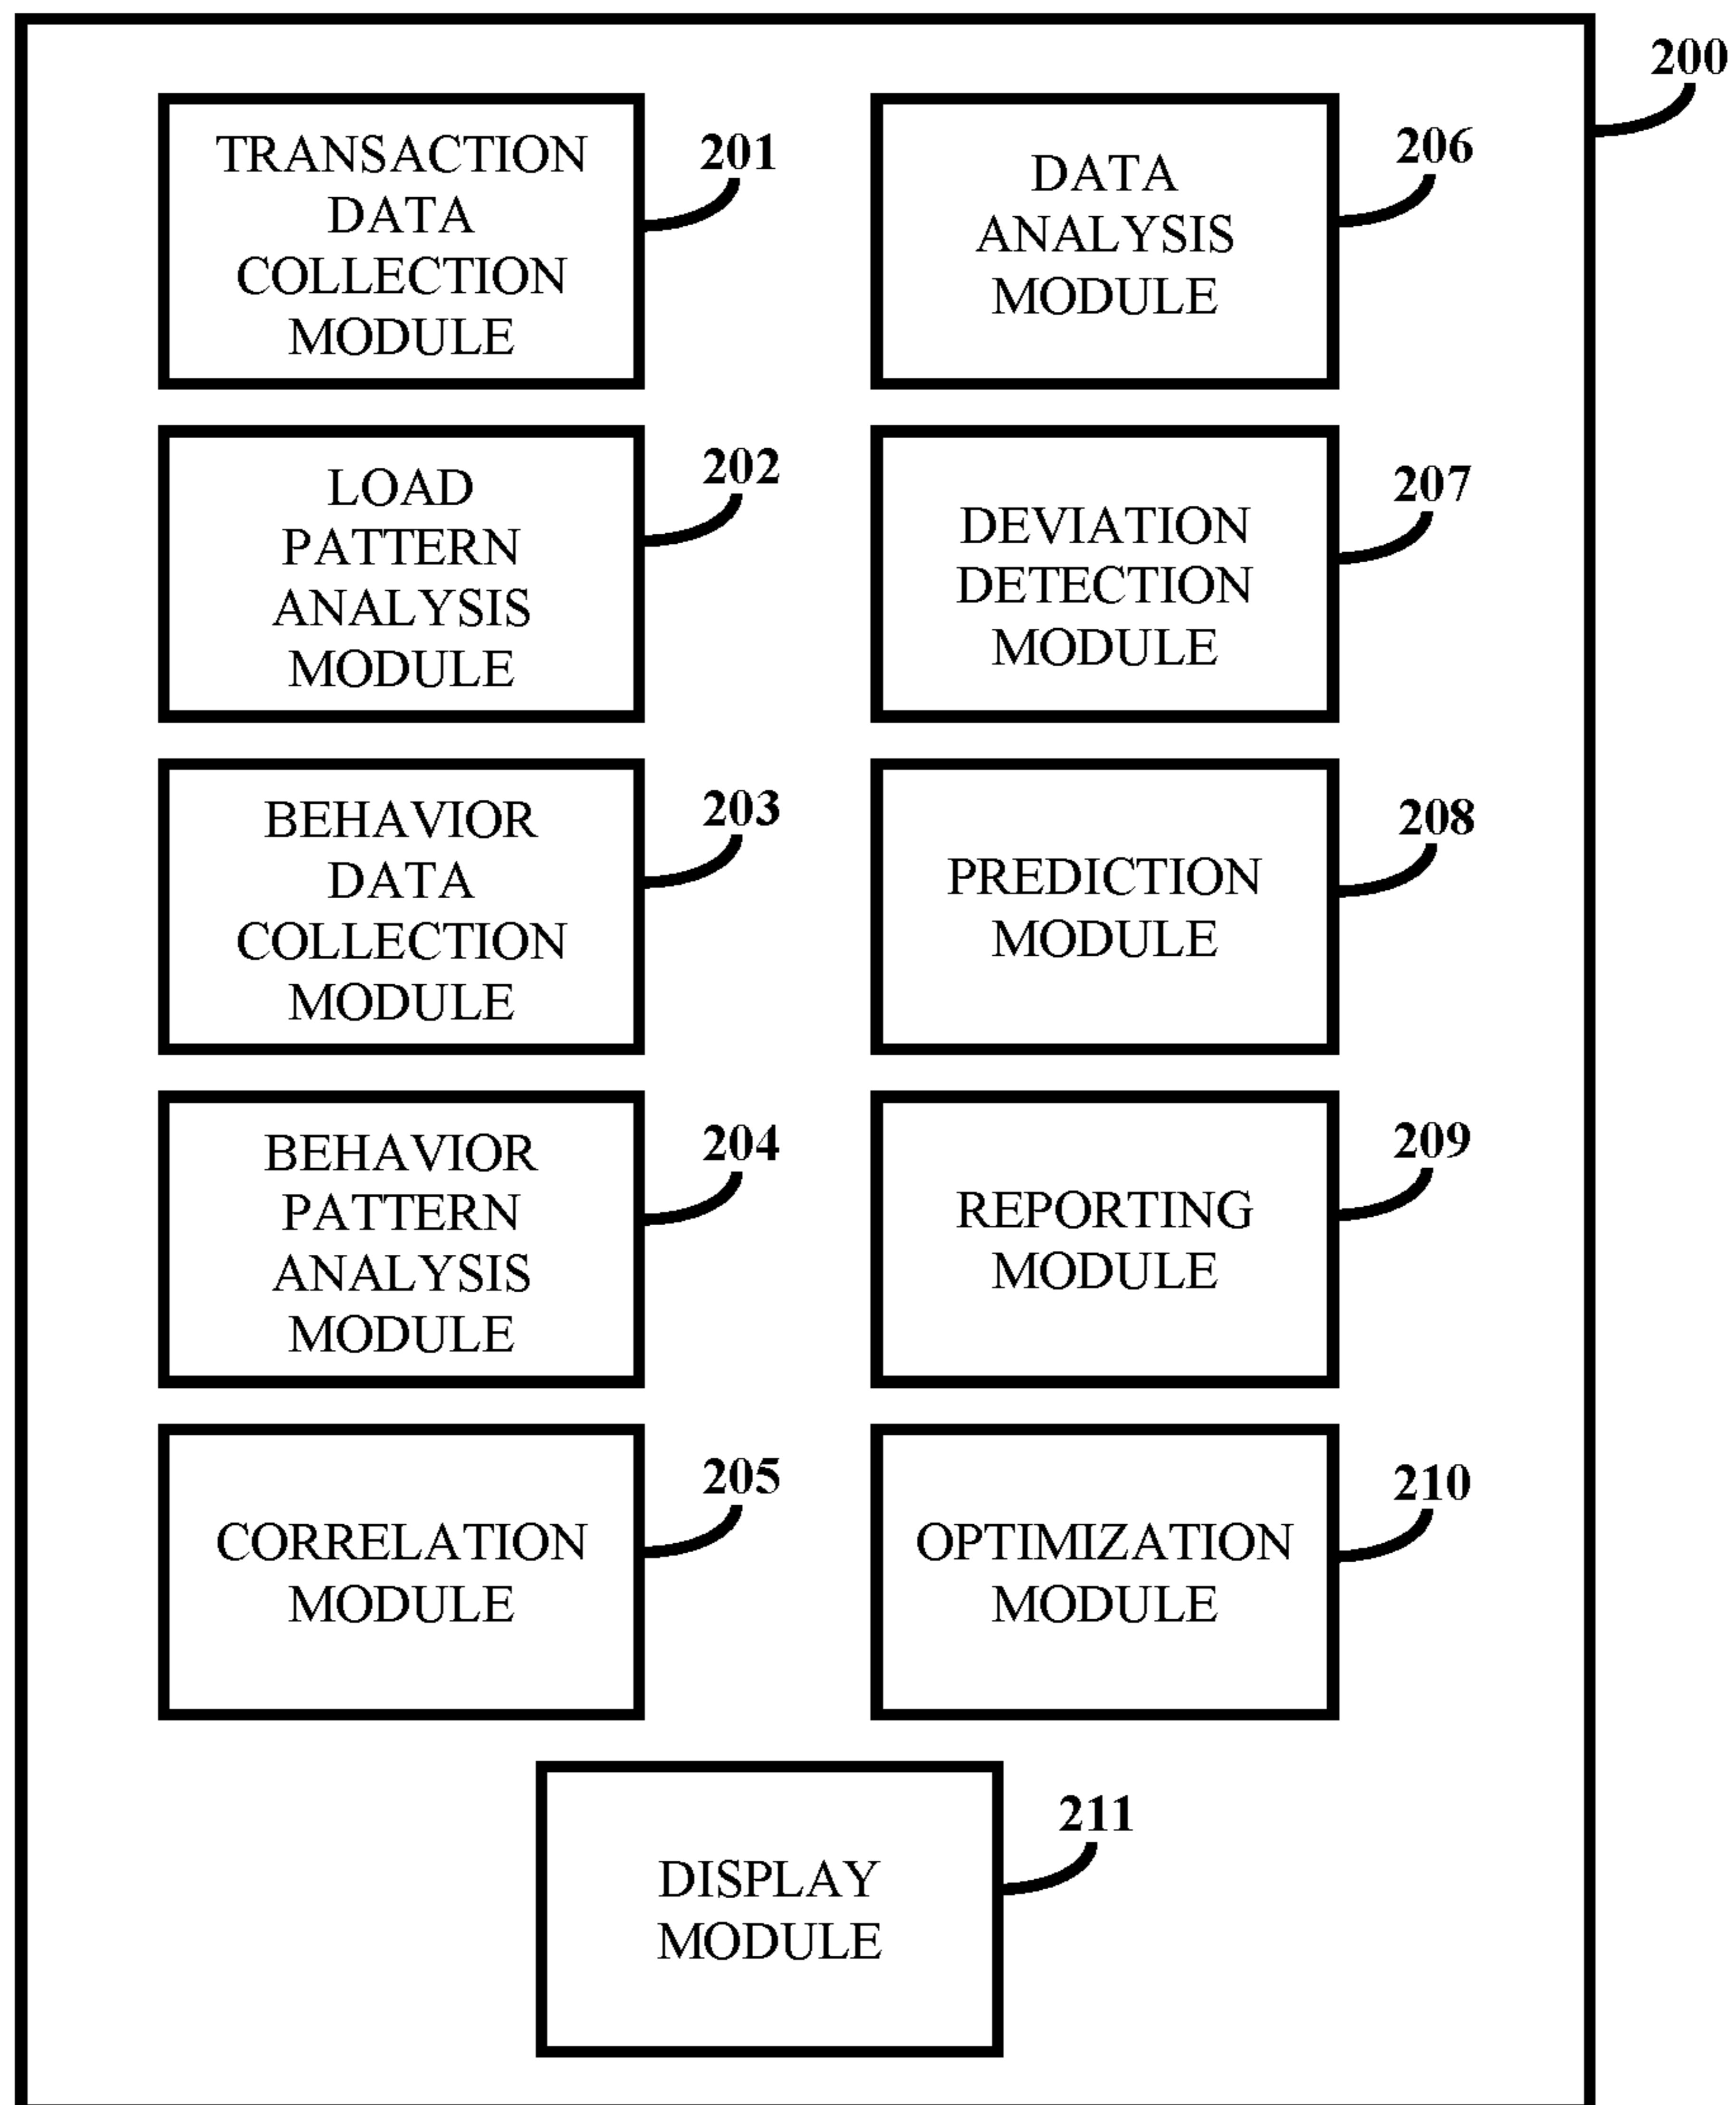 200
TRANSACTION
DATA
COLLECTION
MODULE
201
LOAD
PATTERN
ANALYSIS
MODULE
202
BEHAVIOR
DATA
COLLECTION
MODULE
203
BEHAVIOR
PATTERN
ANALYSIS
MODULE
204
CORRELATION
MODULE
205
DATA
ANALYSIS
MODULE
206
DEVIATION
DETECTION
MODULE
207
PREDICTION
MODULE
208
REPORTING
MODULE
209
OPTIMIZATION
MODULE
210
DISPLAY
MODULE
211